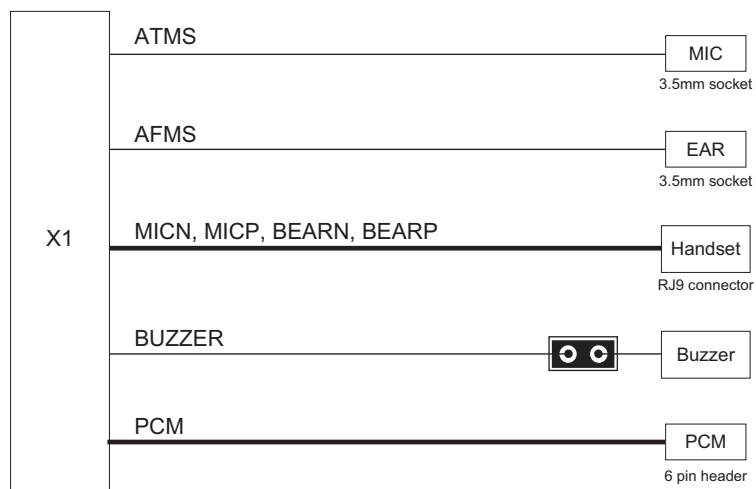 ATMS
MIC
3.5mm socket
AFMS
EAR
3.5mm socket
X1
MICN, MICP, BEARN, BEARP
Handset
RJ9 connector
BUZZER
Buzzer
PCM
PCM
6 pin header